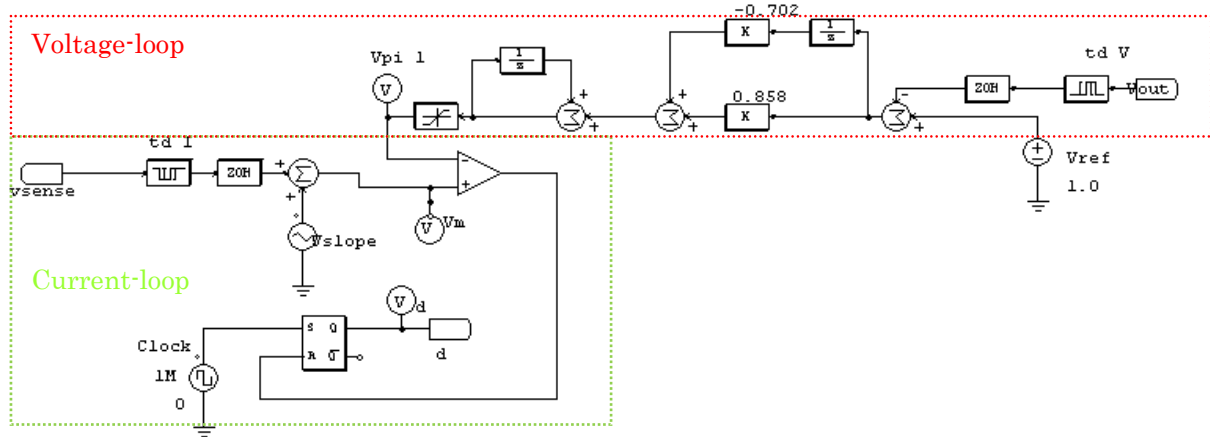 Voltage-loop
-0.702
K
1/z
td V
Vpi 1
1/z
V
0.858
K
ZOH
Vout
Σ
Σ
Σ
+
+
+
+
-
+
td I
ZOH
vsense
Σ
+
+
-
+
Vref
1.0
V
Vm
Vslope
Current-loop
V
d
S Q
R Q̅
d
Clock
1M
0